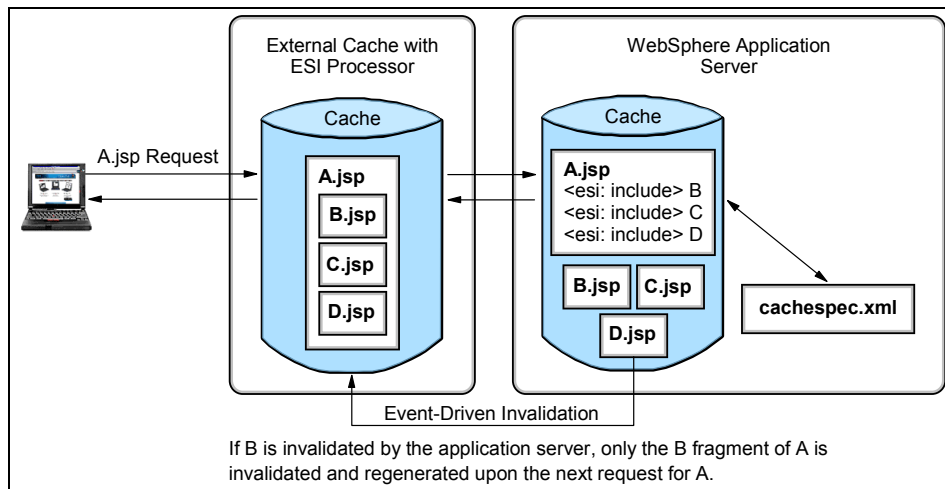 External Cache with
ESI Processor
WebSphere Application
Server
Cache
Cache
A.jsp Request
A.jsp
B.jsp
C.jsp
D.jsp
A.jsp
<esi: include> B
<esi: include> C
<esi: include> D
B.jsp
C.jsp
D.jsp
cachespec.xml
Event-Driven Invalidation
If B is invalidated by the application server, only the B fragment of A is
invalidated and regenerated upon the next request for A.